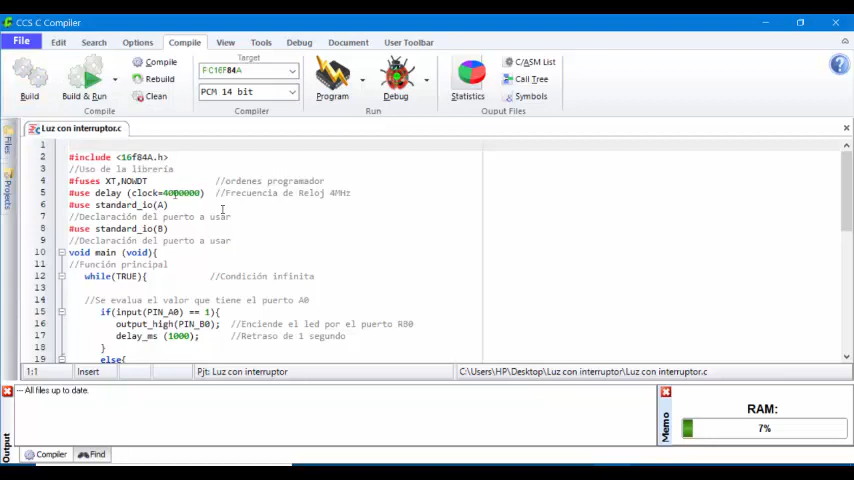 CCS C Compiler
File Edit Search Options Compile View Tools Debug Document User Toolbar
Target
Build
Build & Run
Compile
Rebuild
Clean
PIC16F84A
PCM 14 bit
Program
Debug
Statistics
C/ASM List
Call Tree
Symbols
Compile Compiler Run Ouput Files
Luz con interruptor.c
Files
Projects
1
2 #include <16f84A.h>
3 //Uso de la librería
4 #fuses XT,NOWDT //ordenes programador
5 #use delay (clock=4000000) //Frecuencia de Reloj 4MHz
6 #use standard_io(A)
7 //Declaración del puerto a usar
8 #use standard_io(B)
9 //Declaración del puerto a usar
10 void main (void){
11 //Función principal
12 while(TRUE){ //Condición infinita
13
14 //Se evalua el valor que tiene el puerto A0
15 if(input(PIN_A0) == 1){
16 output_high(PIN_B0); //Enciende el led por el puerto RB0
17 delay_ms (1000); //Retraso de 1 segundo
18 }
19 else{
1:1 Insert Pjt: Luz con interruptor C:\Users\HP\Desktop\Luz con interruptor\Luz con interruptor.c
--- All files up to date.
Output
Memo
RAM:
7%
Compiler Find